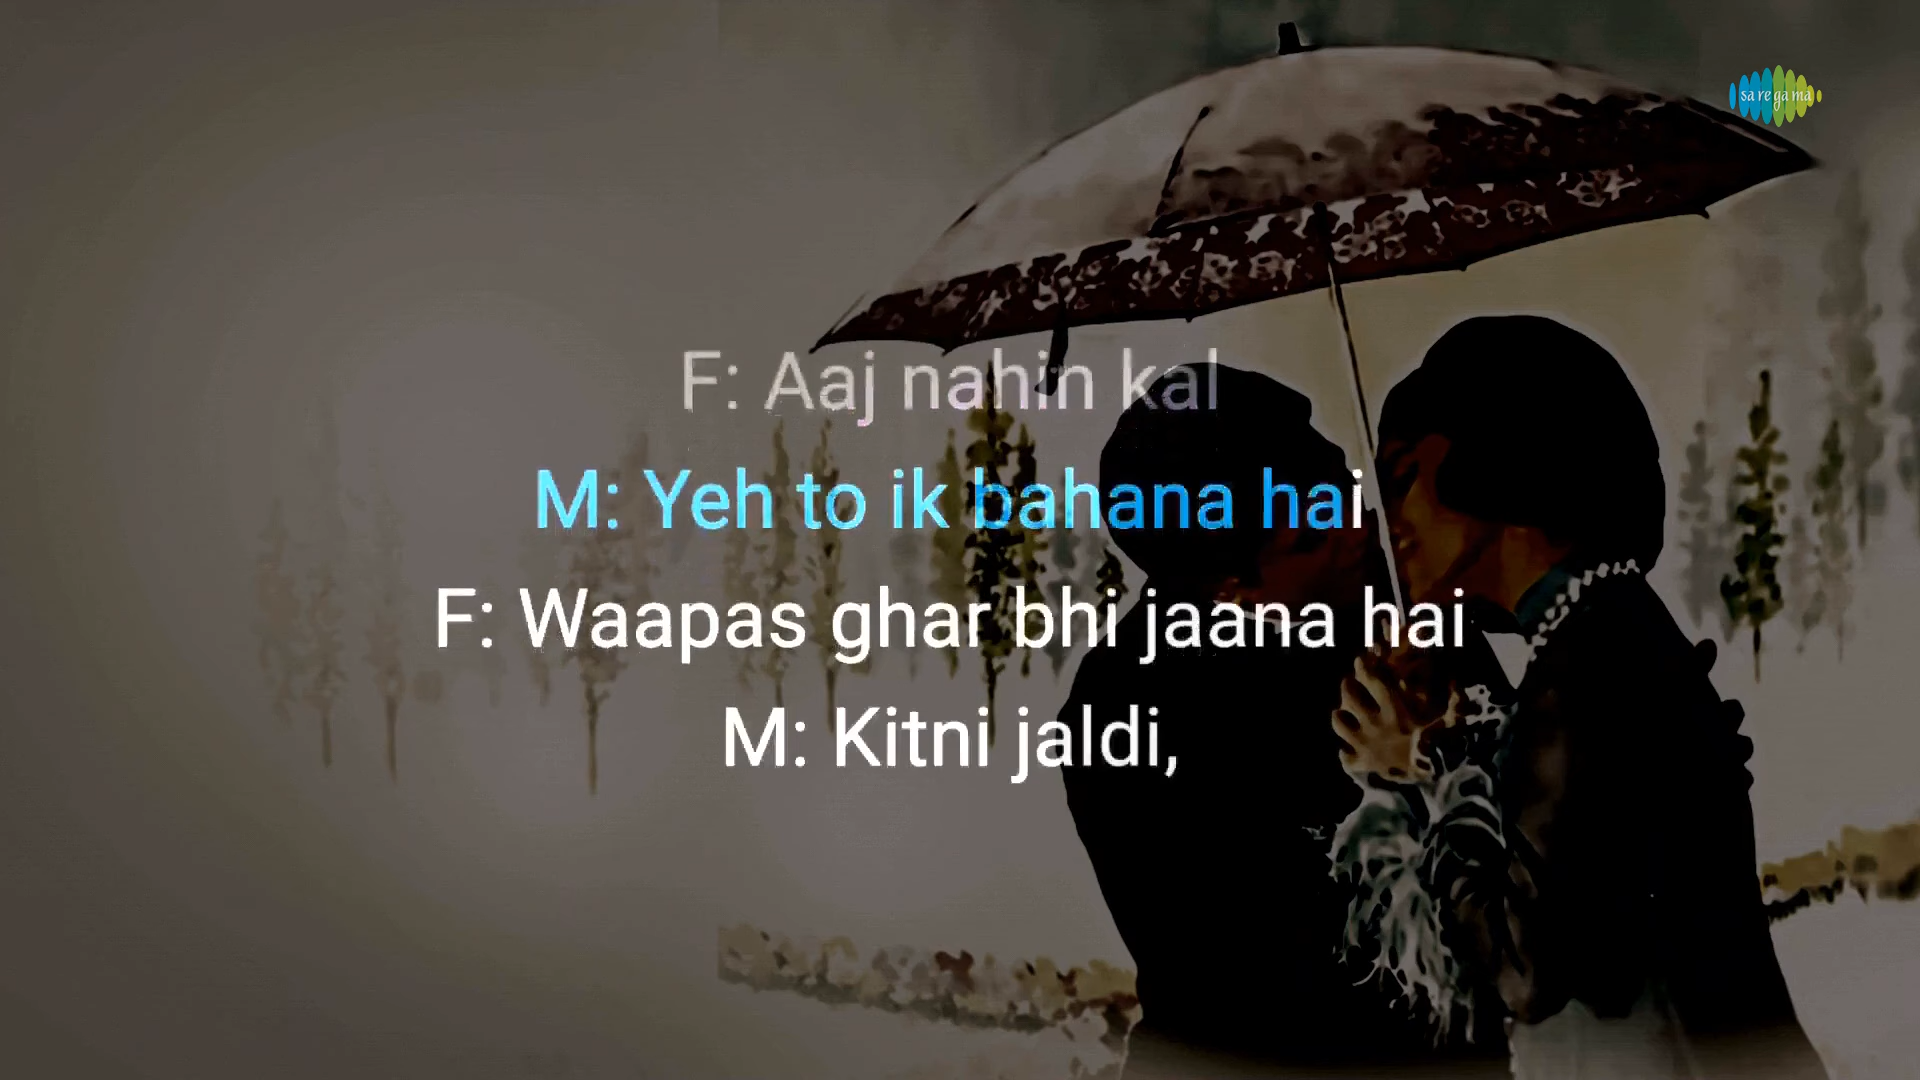 sa re ga ma
F: Aaj nahin kal
M: Yeh to ik bahana hai
F: Waapas ghar bhi jaana hai
M: Kitni jaldi,